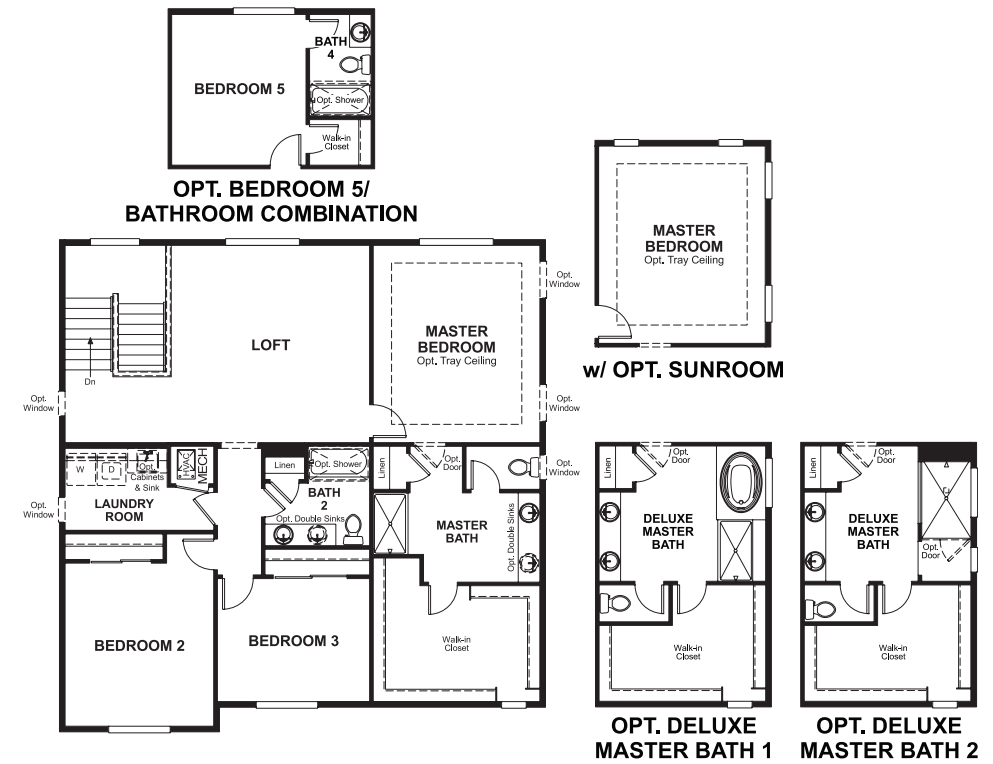 BATH
4
BEDROOM 5
Opt. Shower
Walk-in
Closet
OPT. BEDROOM 5/
BATHROOM COMBINATION
MASTER
BEDROOM
Opt. Tray Ceiling
w/ OPT. SUNROOM
LOFT
MASTER
BEDROOM
Opt. Tray Ceiling
Dn
Opt.
Window
Opt.
Window
Opt.
Window
Opt.
Window
Opt.
Window
W
D
Opt.
Cabinets
& Sink
HVAC
MECH
LAUNDRY
ROOM
Linen
Opt. Shower
BATH
2
Opt. Double Sinks
Linen
Opt.
Door
MASTER
BATH
Opt. Double Sinks
BEDROOM 2
BEDROOM 3
Walk-in
Closet
Linen
Opt.
Door
DELUXE
MASTER
BATH
Walk-in
Closet
OPT. DELUXE
MASTER BATH 1
Linen
Opt.
Door
DELUXE
MASTER
BATH
Opt.
Door
Walk-in
Closet
OPT. DELUXE
MASTER BATH 2